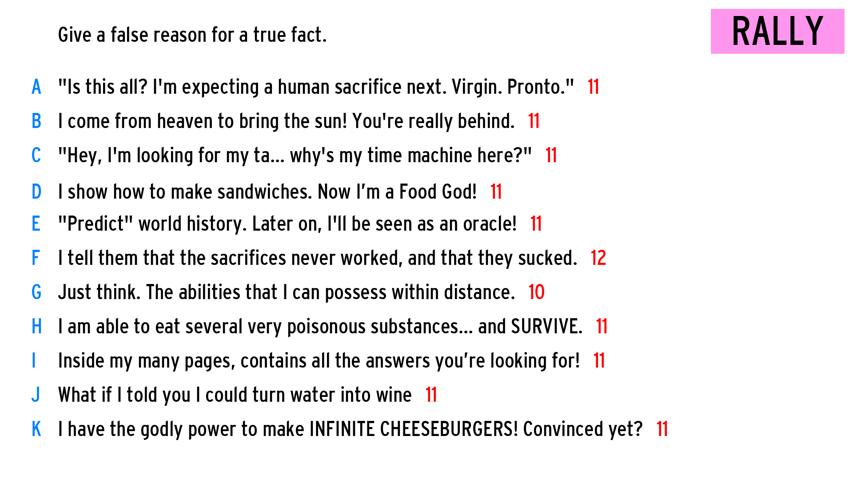 Give a false reason for a true fact.
RALLY
A "Is this all? I'm expecting a human sacrifice next. Virgin. Pronto." 11
B I come from heaven to bring the sun! You're really behind. 11
C "Hey, I'm looking for my ta... why's my time machine here?" 11
D I show how to make sandwiches. Now I'm a Food God! 11
E "Predict" world history. Later on, I'll be seen as an oracle! 11
F I tell them that the sacrifices never worked, and that they sucked. 12
G Just think. The abilities that I can possess within distance. 10
H I am able to eat several very poisonous substances... and SURVIVE. 11
I Inside my many pages, contains all the answers you're looking for! 11
J What if I told you I could turn water into wine 11
K I have the godly power to make INFINITE CHEESEBURGERS! Convinced yet? 11